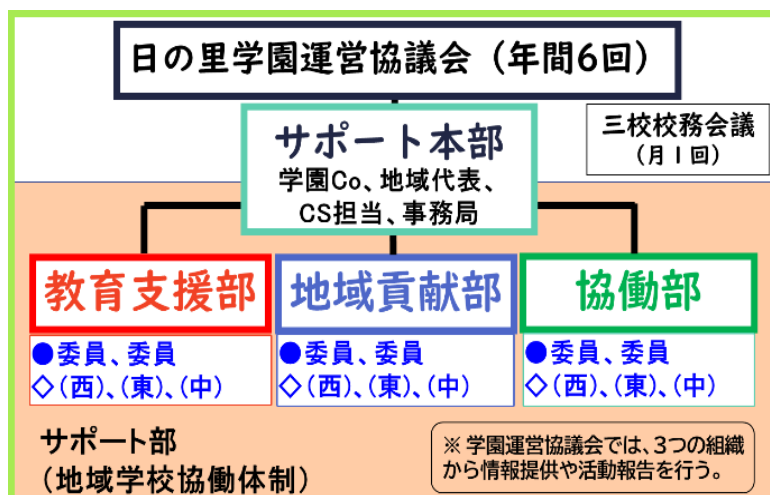 日の里学園運営協議会（年間6回）
サポート本部
学園Co、地域代表、
CS担当、事務局
三校校務会議
（月1回）
教育支援部
●委員、委員
◇(西)、(東)、(中)
地域貢献部
●委員、委員
◇(西)、(東)、(中)
協働部
●委員、委員
◇(西)、(東)、(中)
サポート部
（地域学校協働体制）
※ 学園運営協議会では、3つの組織
から情報提供や活動報告を行う。